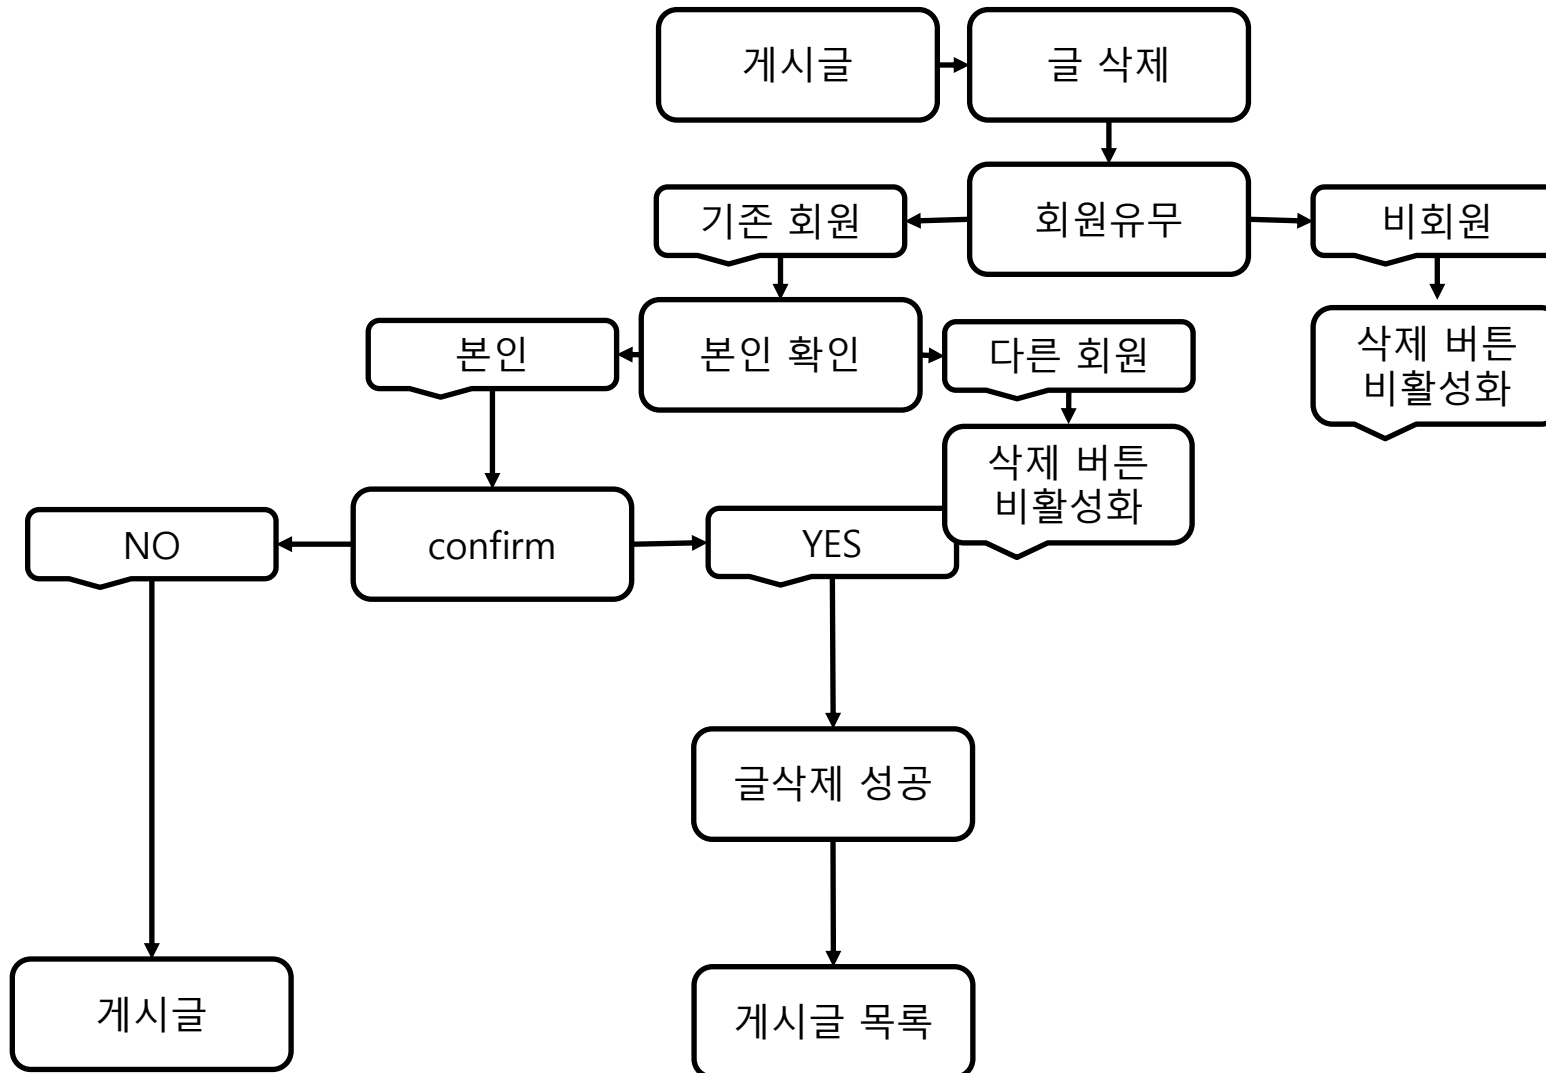 게시글
글 삭제
기존 회원
회원유무
비회원
본인
본인 확인
다른 회원
삭제 버튼
비활성화
삭제 버튼
비활성화
NO
confirm
YES
글삭제 성공
게시글
게시글 목록